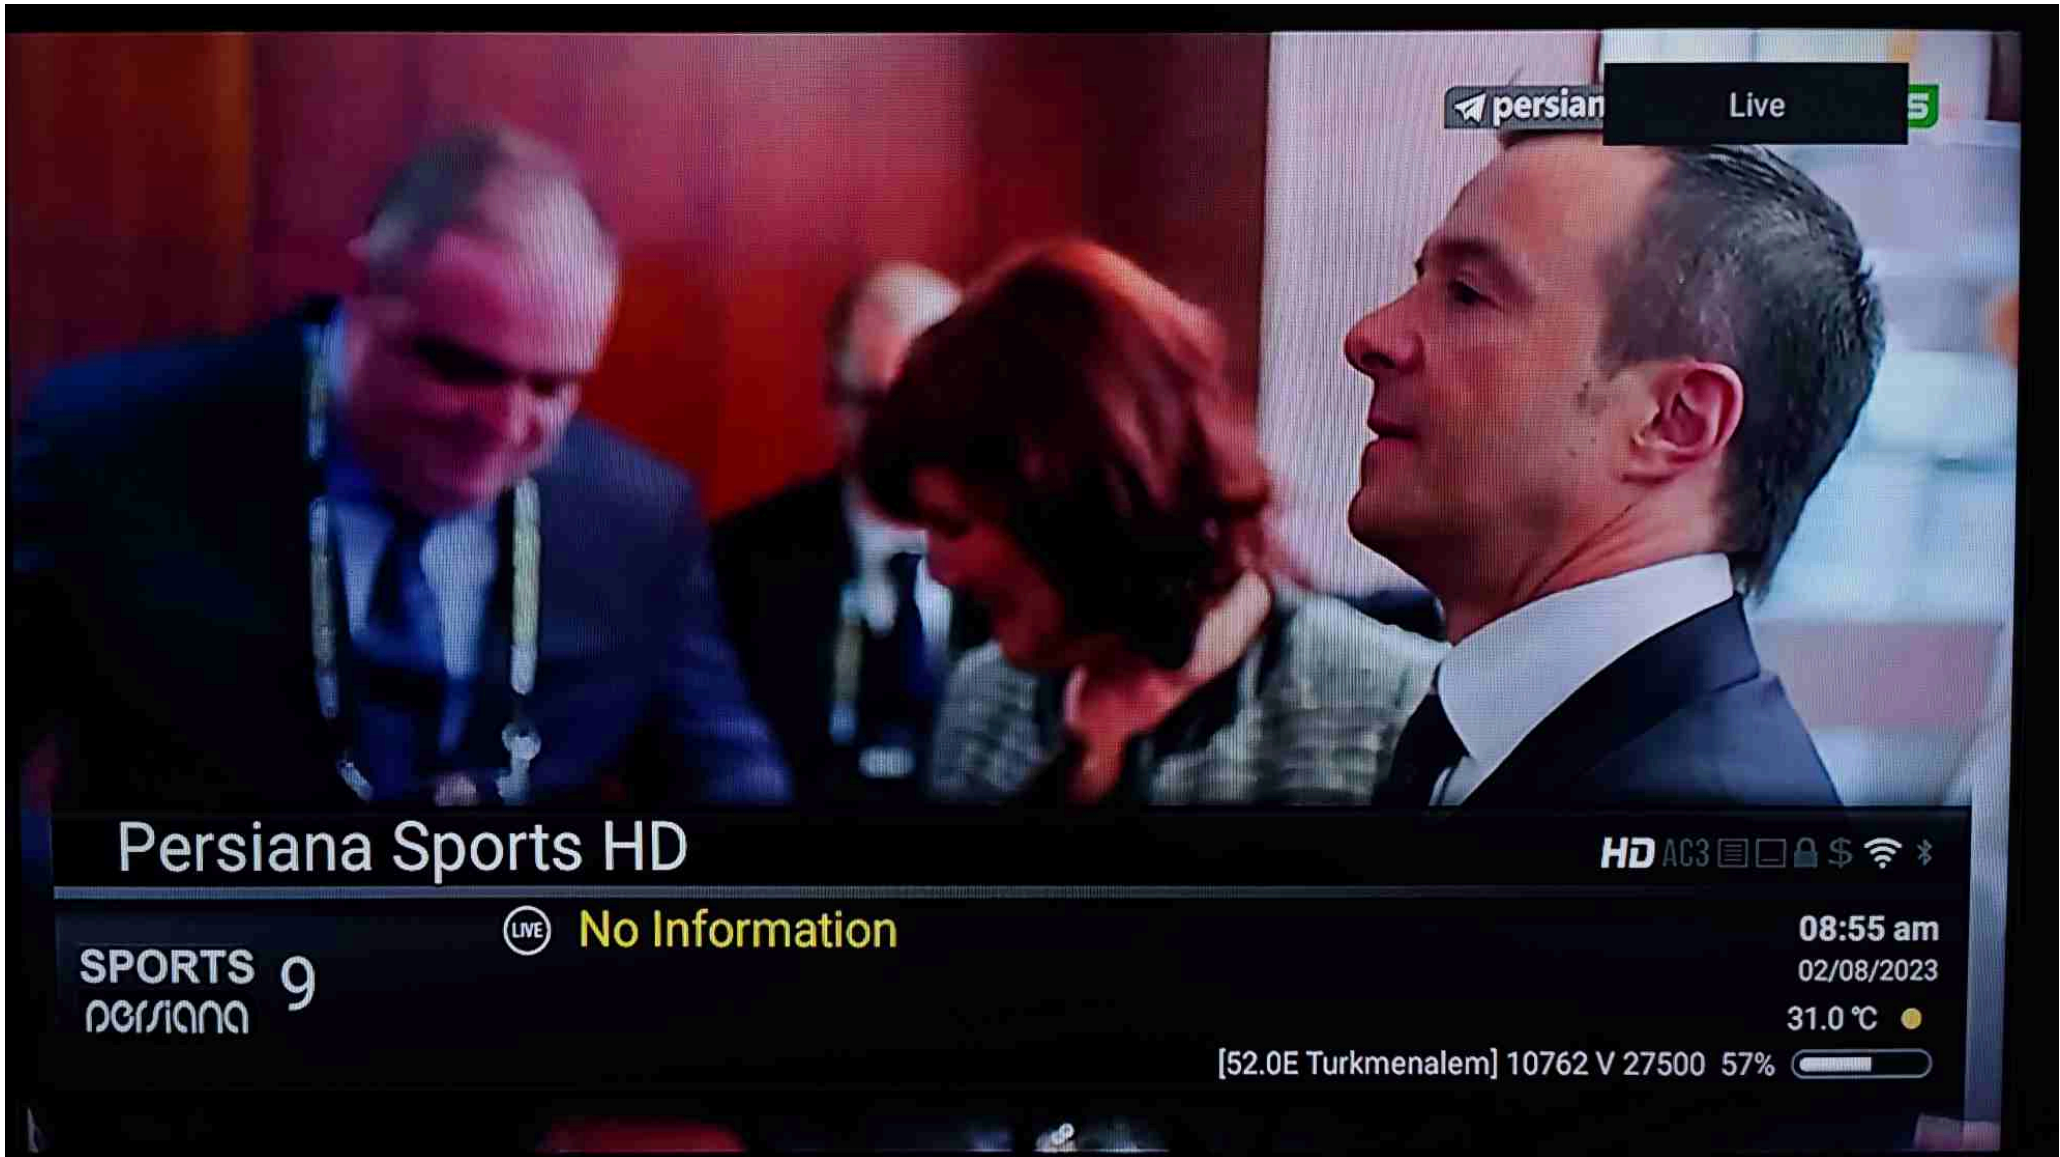 persian
Live
S
Persiana Sports HD
HD AC3 $
LIVE No Information
08:55 am
SPORTS 9
persiana
02/08/2023
31.0 °C
[52.0E Turkmenalem] 10762 V 27500 57%